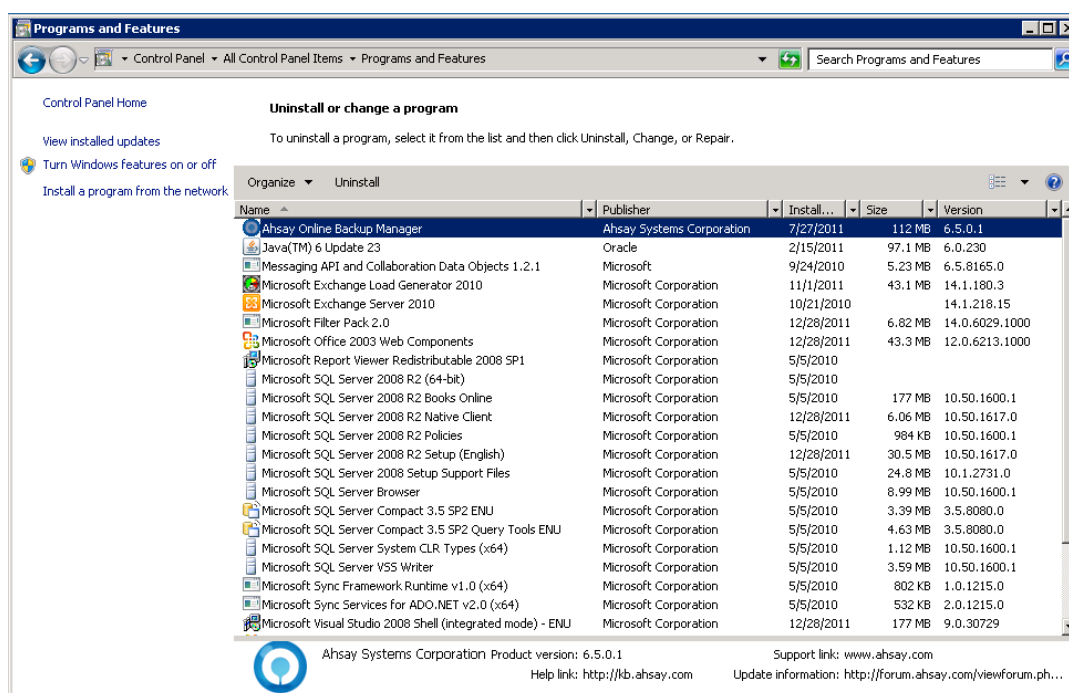 Programs and Features
Control Panel All Control Panel Items Programs and Features Search Programs and Features
Control Panel Home
Uninstall or change a program
View installed updates
To uninstall a program, select it from the list and then click Uninstall, Change, or Repair.
Turn Windows features on or off
Install a program from the network
Organize Uninstall
Name Publisher Install... Size Version
Ahsay Online Backup Manager Ahsay Systems Corporation 7/27/2011 112 MB 6.5.0.1
Java(TM) 6 Update 23 Oracle 2/15/2011 97.1 MB 6.0.230
Messaging API and Collaboration Data Objects 1.2.1 Microsoft 9/24/2010 5.23 MB 6.5.8165.0
Microsoft Exchange Load Generator 2010 Microsoft Corporation 11/1/2011 43.1 MB 14.1.180.3
Microsoft Exchange Server 2010 Microsoft Corporation 10/21/2010 14.1.218.15
Microsoft Filter Pack 2.0 Microsoft Corporation 12/28/2011 6.82 MB 14.0.6029.1000
Microsoft Office 2003 Web Components Microsoft Corporation 12/28/2011 43.3 MB 12.0.6213.1000
Microsoft Report Viewer Redistributable 2008 SP1 Microsoft Corporation 5/5/2010
Microsoft SQL Server 2008 R2 (64-bit) Microsoft Corporation 5/5/2010
Microsoft SQL Server 2008 R2 Books Online Microsoft Corporation 5/5/2010 177 MB 10.50.1600.1
Microsoft SQL Server 2008 R2 Native Client Microsoft Corporation 12/28/2011 6.06 MB 10.50.1617.0
Microsoft SQL Server 2008 R2 Policies Microsoft Corporation 5/5/2010 984 KB 10.50.1600.1
Microsoft SQL Server 2008 R2 Setup (English) Microsoft Corporation 12/28/2011 30.5 MB 10.50.1617.0
Microsoft SQL Server 2008 Setup Support Files Microsoft Corporation 5/5/2010 24.8 MB 10.1.2731.0
Microsoft SQL Server Browser Microsoft Corporation 5/5/2010 8.99 MB 10.50.1600.1
Microsoft SQL Server Compact 3.5 SP2 ENU Microsoft Corporation 5/5/2010 3.39 MB 3.5.8080.0
Microsoft SQL Server Compact 3.5 SP2 Query Tools ENU Microsoft Corporation 5/5/2010 4.63 MB 3.5.8080.0
Microsoft SQL Server System CLR Types (x64) Microsoft Corporation 5/5/2010 1.12 MB 10.50.1600.1
Microsoft SQL Server VSS Writer Microsoft Corporation 5/5/2010 3.59 MB 10.50.1600.1
Microsoft Sync Framework Runtime v1.0 (x64) Microsoft Corporation 5/5/2010 802 KB 1.0.1215.0
Microsoft Sync Services for ADO.NET v2.0 (x64) Microsoft Corporation 5/5/2010 532 KB 2.0.1215.0
Microsoft Visual Studio 2008 Shell (integrated mode) - ENU Microsoft Corporation 12/28/2011 177 MB 9.0.30729
Ahsay Systems Corporation Product version: 6.5.0.1 Support link: www.ahsay.com
Help link: http://kb.ahsay.com Update information: http://forum.ahsay.com/viewforum.ph...